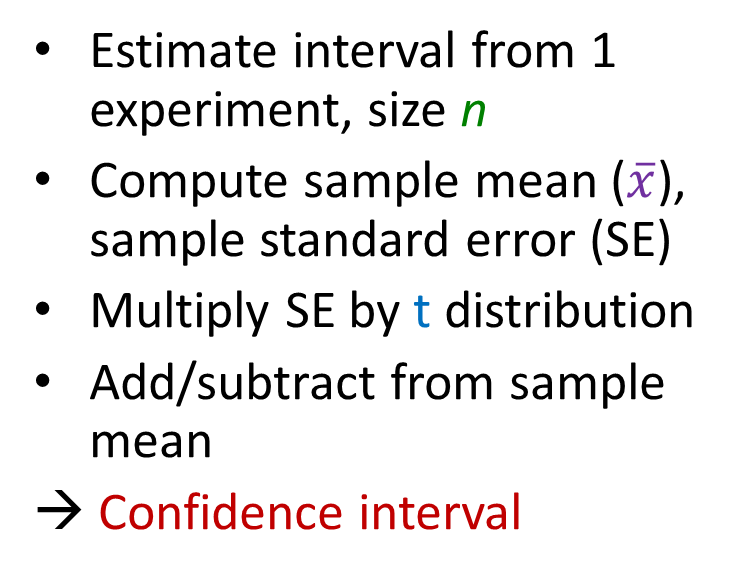 • Estimate interval from 1
experiment, size n
• Compute sample mean (x̄),
sample standard error (SE)
• Multiply SE by t distribution
• Add/subtract from sample
mean
→ Confidence interval